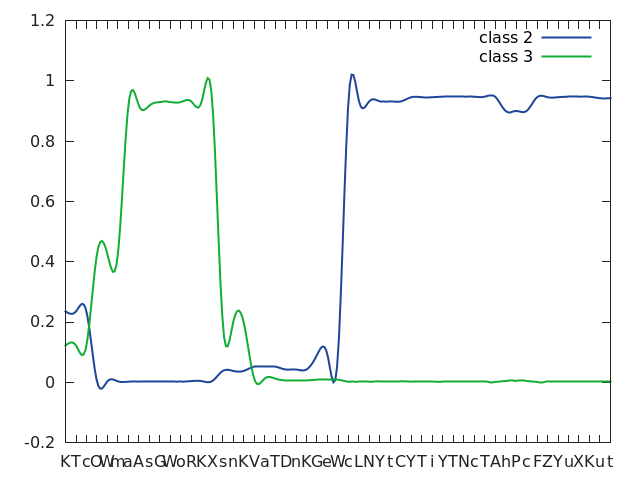 1.2
class 2
class 3
1
0.8
0.6
0.4
0.2
0
-0.2
KTcOWmaAsGWoRKXsnKVaTDnKGeWcLNYtCYTiYTNcTAhPcFZYuXKut